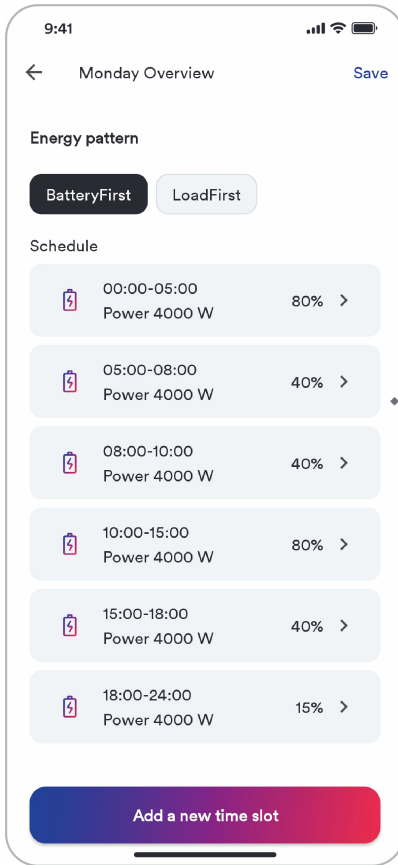 9:41
Monday Overview
Save
Energy pattern
BatteryFirst
LoadFirst
Schedule
00:00-05:00
Power 4000 W
80%
05:00-08:00
Power 4000 W
40%
08:00-10:00
Power 4000 W
40%
10:00-15:00
Power 4000 W
80%
15:00-18:00
Power 4000 W
40%
18:00-24:00
Power 4000 W
15%
Add a new time slot